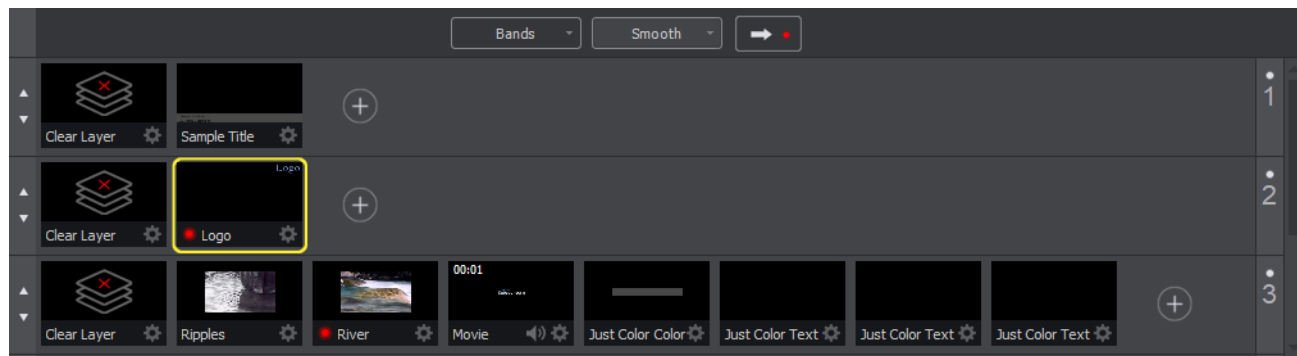 Bands Smooth
Clear Layer Sample Title
1
Logo
Clear Layer Logo
2
00:01
Clear Layer Ripples River Movie Just Color Color Just Color Text Just Color Text Just Color Text
3